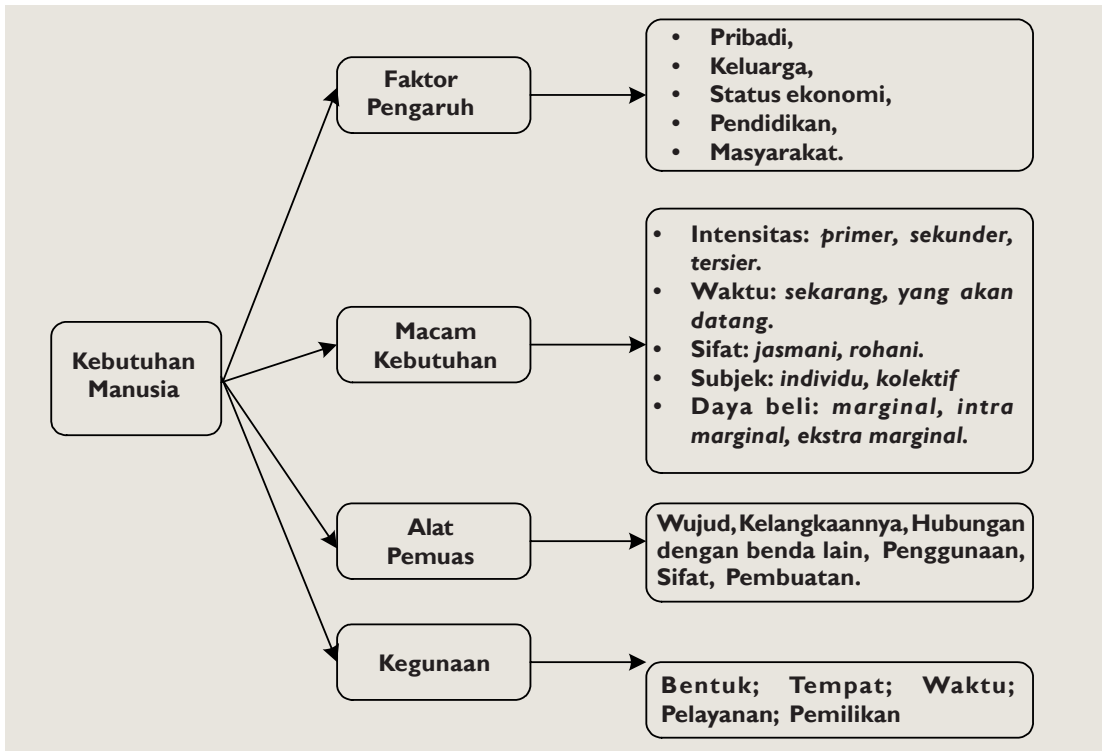 Kebutuhan
Manusia
Faktor
Pengaruh
• Pribadi,
• Keluarga,
• Status ekonomi,
• Pendidikan,
• Masyarakat.
Macam
Kebutuhan
• Intensitas: primer, sekunder,
tersier.
• Waktu: sekarang, yang akan
datang.
• Sifat: jasmani, rohani.
• Subjek: individu, kolektif
• Daya beli: marginal, intra
marginal, ekstra marginal.
Alat
Pemuas
Wujud, Kelangkaannya, Hubungan
dengan benda lain, Penggunaan,
Sifat, Pembuatan.
Kegunaan
Bentuk; Tempat; Waktu;
Pelayanan; Pemilikan